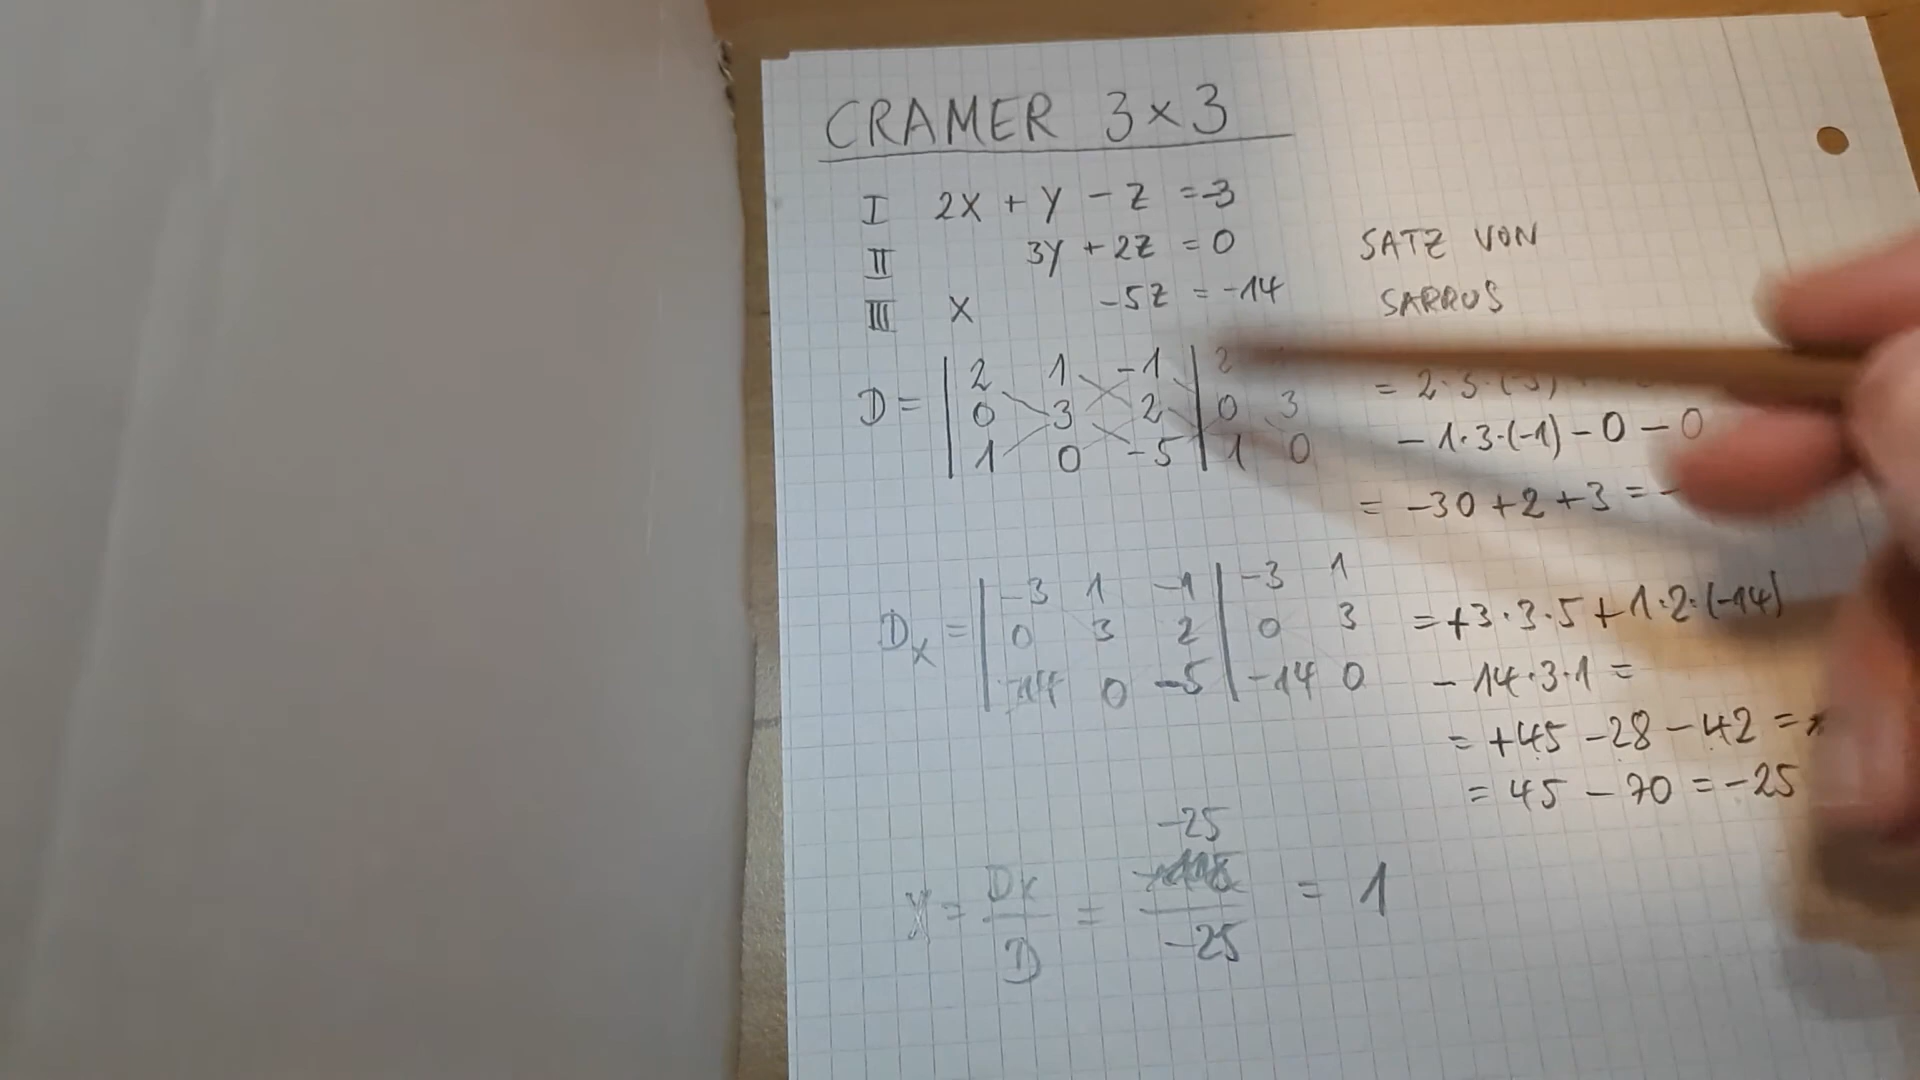 CRAMER 3×3
I 2x + y - z = -3
II 3y + 2z = 0
III x -5z = -14
SATZ VON
SARRUS
D = | 2 1 -1 | 2
0 3 2 | 0 3
1 0 -5 | 1 0
= 2·3·(-5)
-1·3·(-1) - 0 - 0
= -30 + 2 + 3 = -
Dx = | -3 1 -1 | -3 1
0 3 2 | 0 3
-14 0 -5 | -14 0
= +3·3·5 + 1·2·(-14)
- 14·3·1 =
= +45 - 28 - 42 =
= 45 - 70 = -25
-25
x = Dx/D = /-25 = 1